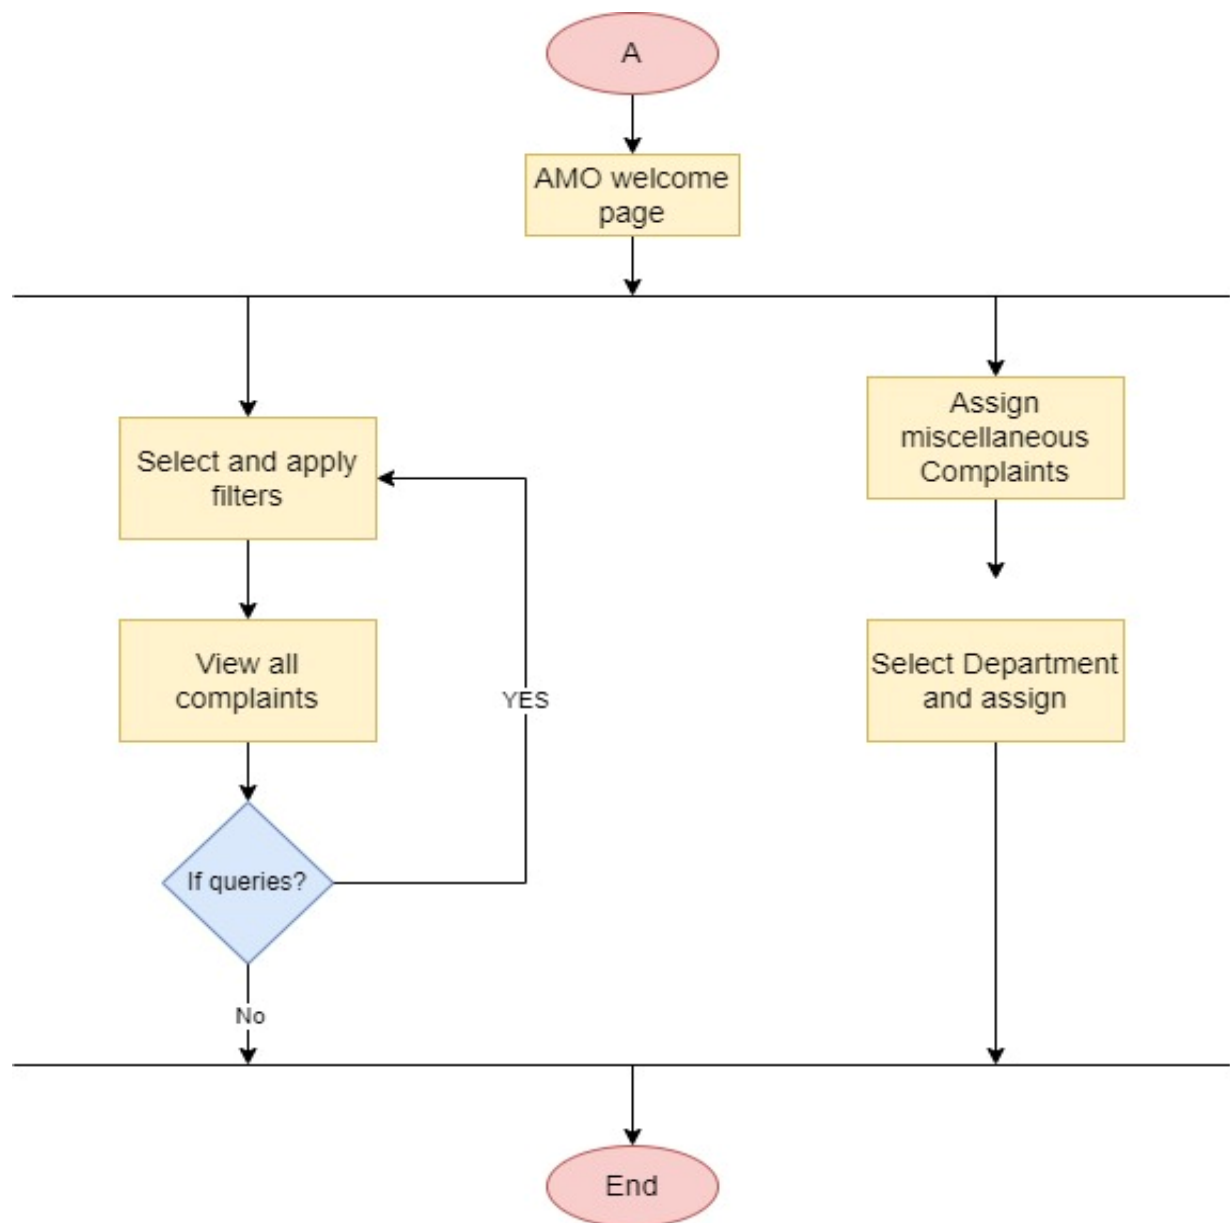 A
AMO welcome
page
Select and apply
filters
Assign
miscellaneous
Complaints
View all
complaints
YES
Select Department
and assign
If queries?
No
End